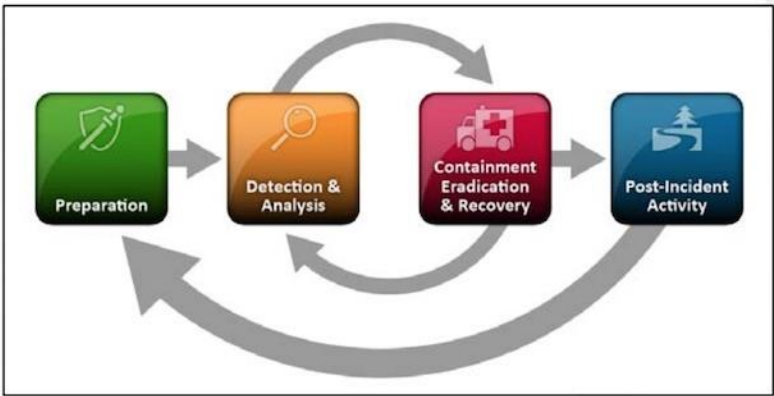 Preparation
Detection &
Analysis
Containment
Eradication
& Recovery
Post-Incident
Activity